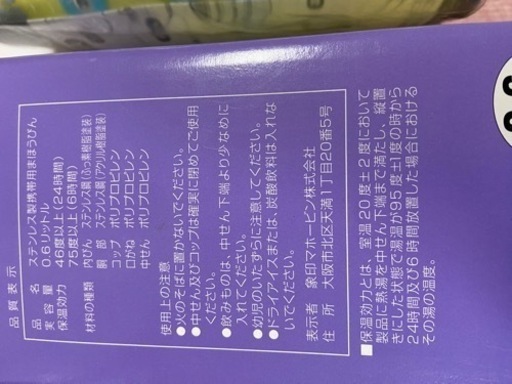 品質表示
品名 ステンレス製携帯用まほうびん
実容量 0.6リットル
保温効力 46度以上(24時間)
75度以上(6時間)
材料の種類 内びん ステンレス鋼(ふっ素樹脂塗装)
胴部 ステンレス鋼(アクリル樹脂塗装)
コップ ポリプロピレン
口がね ポリプロピレン
中せん ポリプロピレン
使用上の注意
●火のそばに置かないでください。
●中せん及びコップは確実に閉めてご使用
ください。
●飲みものは、中せん下端より少なめに
入れてください。
●幼児のいたずらに注意してください。
●ドライアイスまたは、炭酸飲料は入れな
いでください。
表示者 象印マホービン株式会社
住所 大阪市北区天満1丁目20番5号
■保温効力とは、室温20度±2度において
製品に熱湯を中せん下端まで満たし、縦置
きにした状態で湯温が95度±1度の時から
24時間及び6時間放置した場合における
その湯の温度。